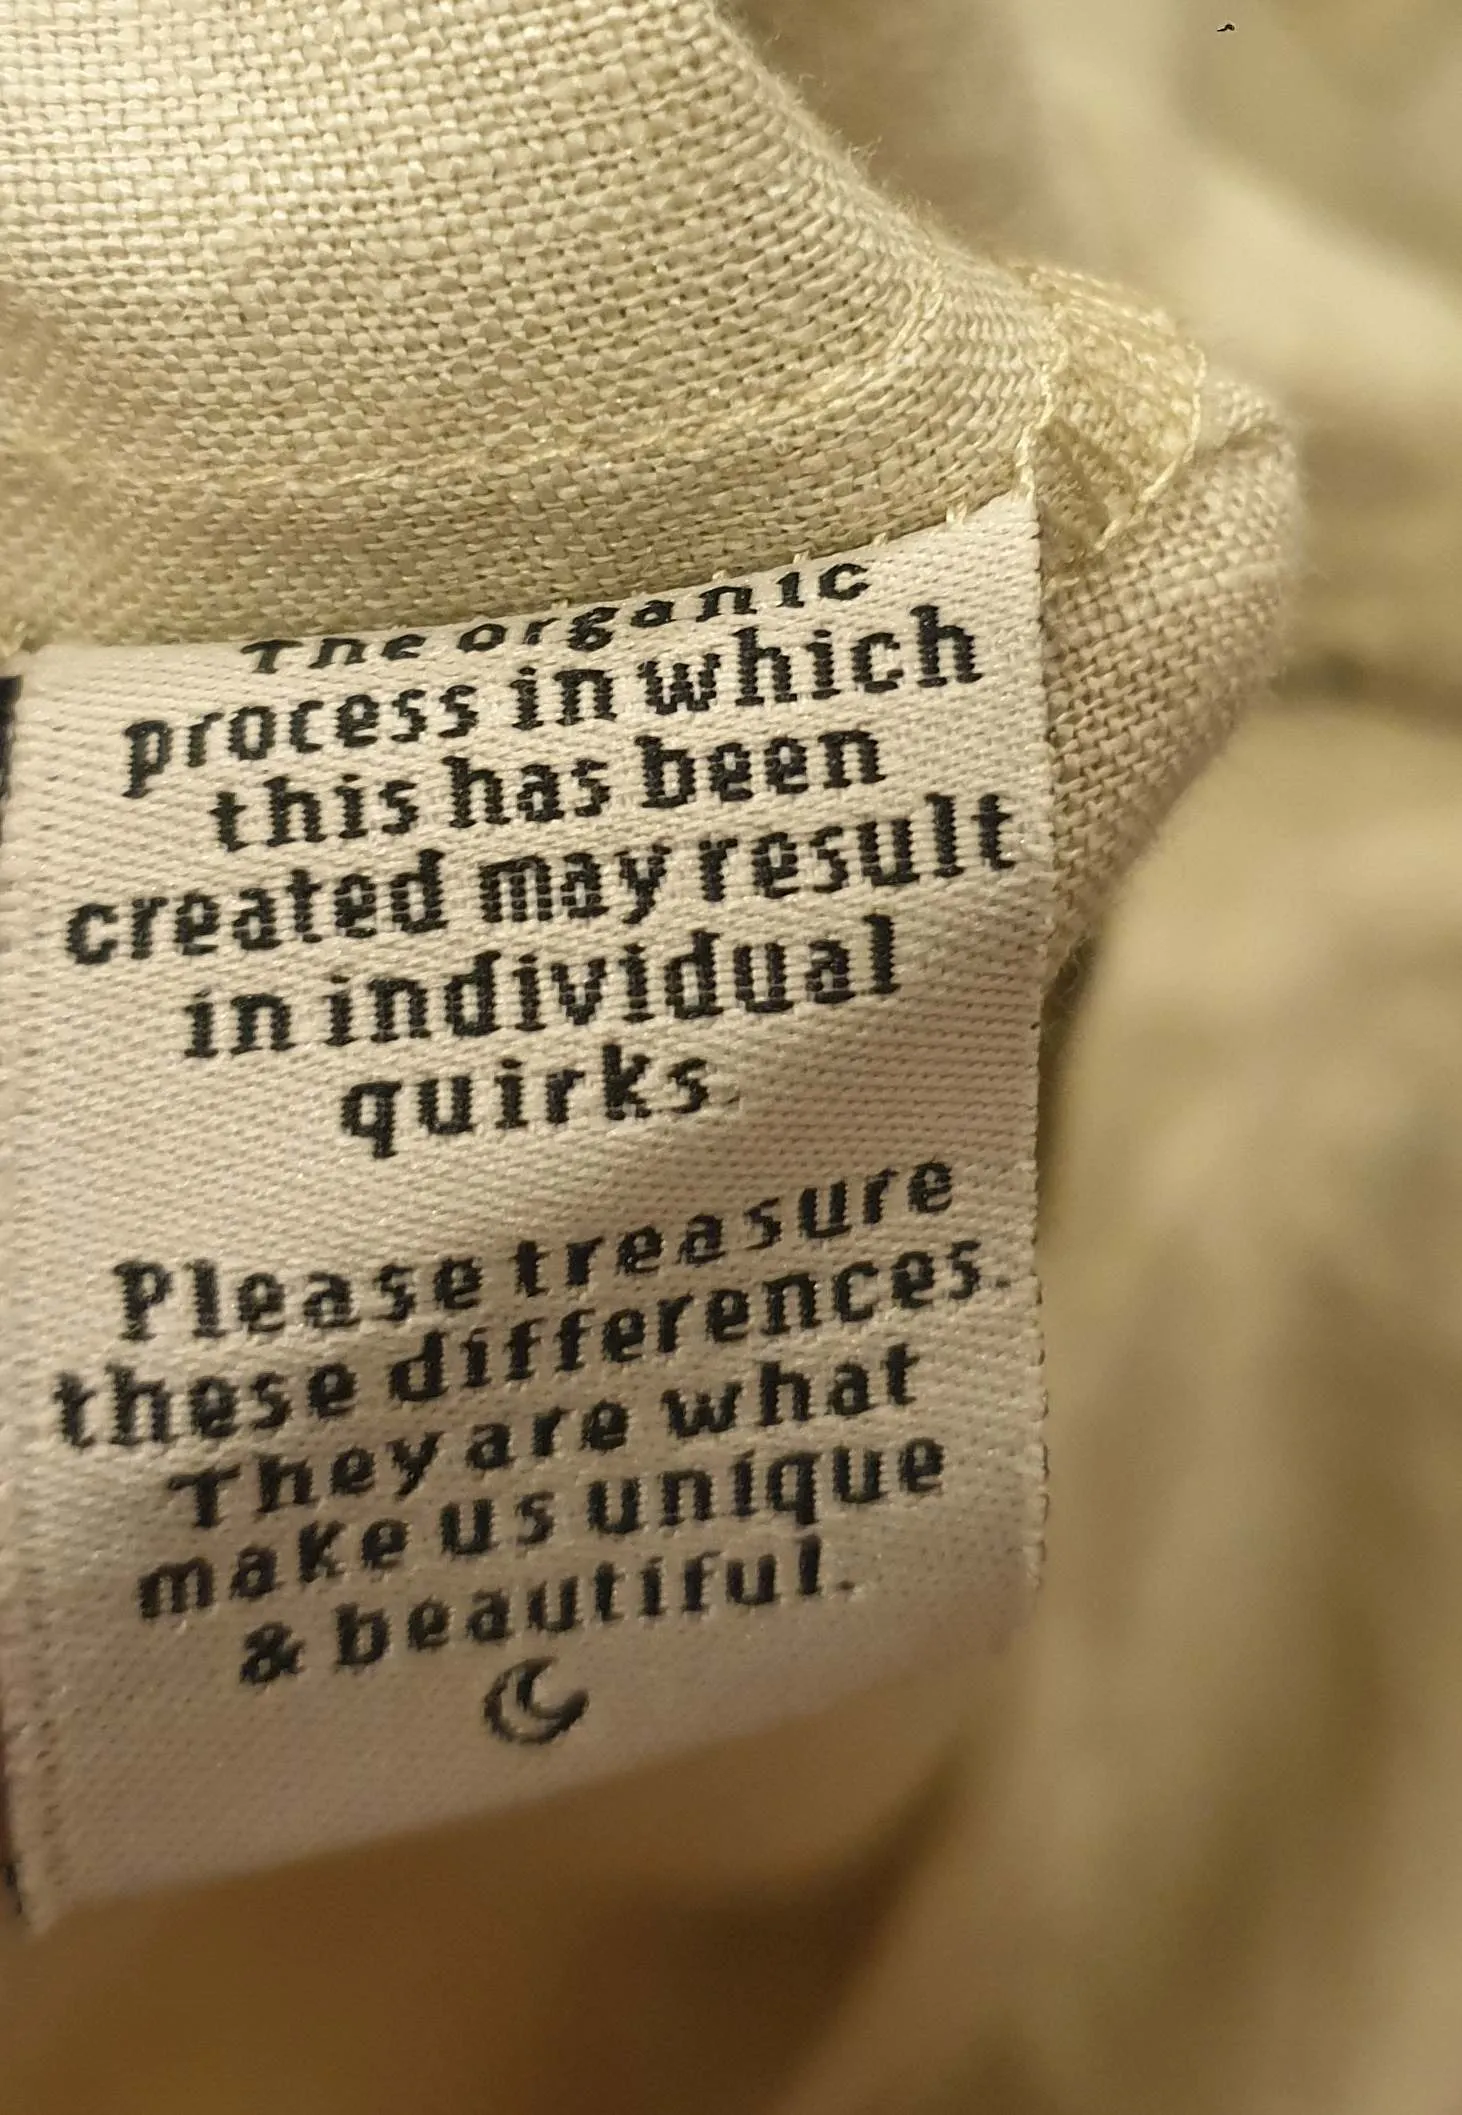 The organic
process in which
this has been
created may result
in individual
quirks.
Please treasure
these differences.
They are what
make us unique
& beautiful.